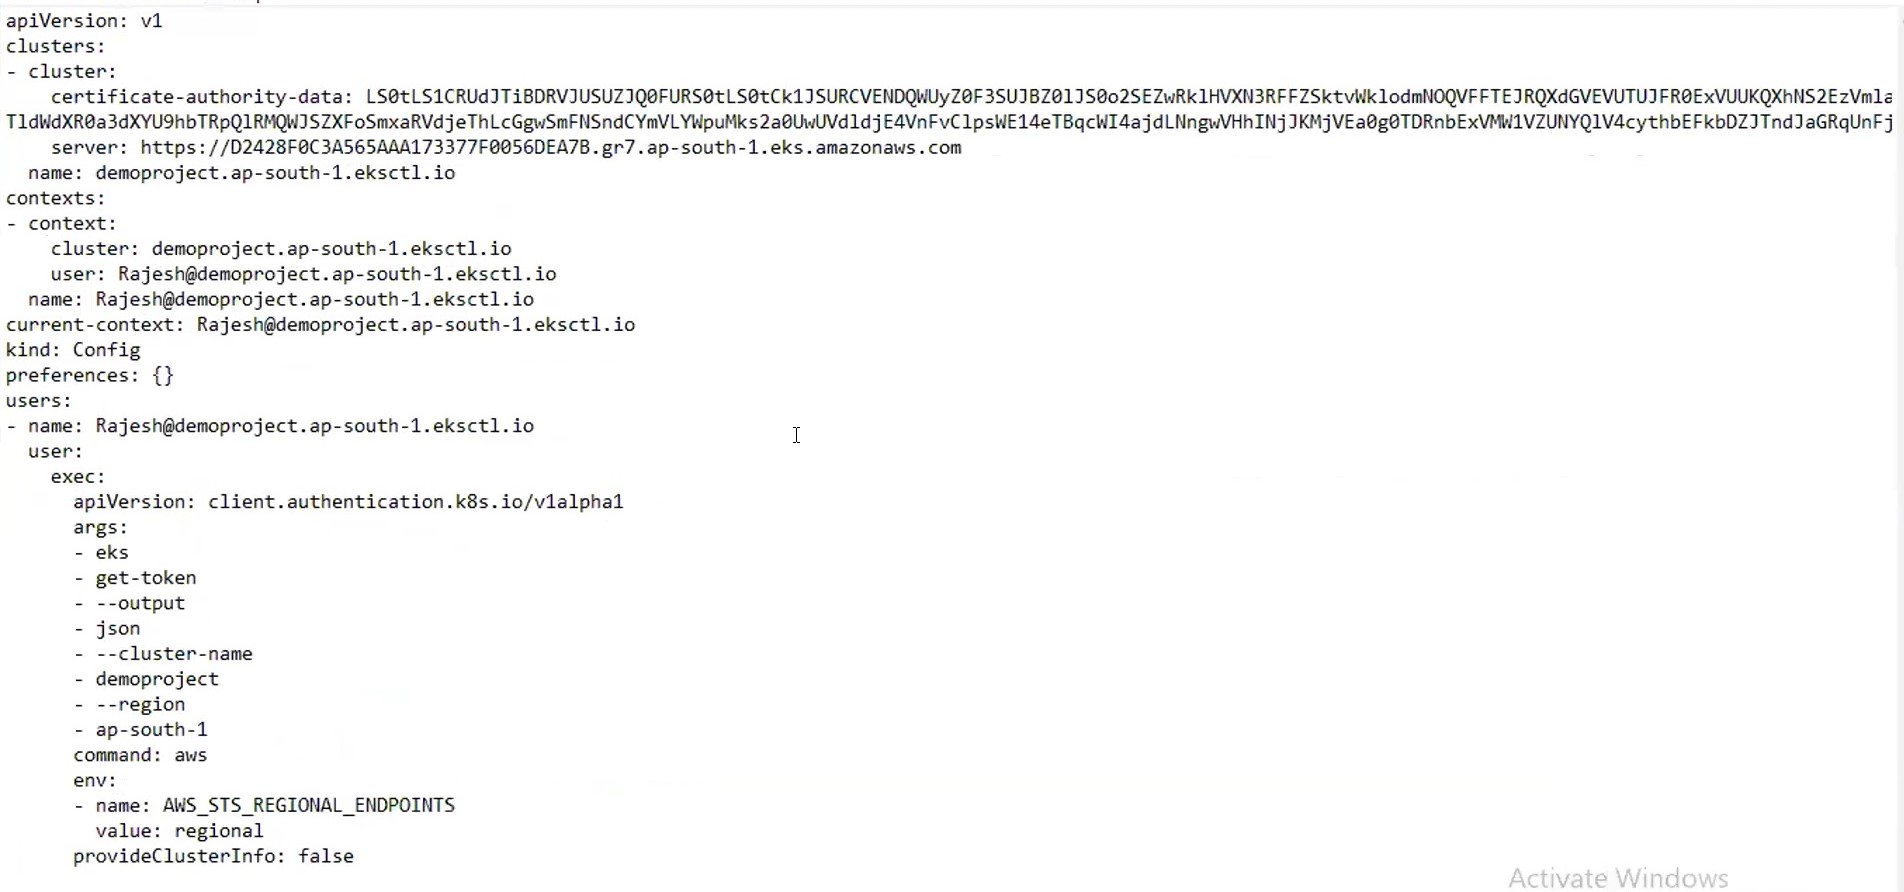 apiVersion: v1
clusters:
- cluster:
    certificate-authority-data:
    server: https://D2428F0C3A565AAA173377F0056DEA7B.gr7.ap-south-1.eks.amazonaws.com
  name: demoproject.ap-south-1.eksctl.io
contexts:
- context:
    cluster: demoproject.ap-south-1.eksctl.io
    user: Rajesh@demoproject.ap-south-1.eksctl.io
  name: Rajesh@demoproject.ap-south-1.eksctl.io
current-context: Rajesh@demoproject.ap-south-1.eksctl.io
kind: Config
preferences: {}
users:
- name: Rajesh@demoproject.ap-south-1.eksctl.io
  user:
    exec:
      apiVersion: client.authentication.k8s.io/v1alpha1
      args:
      - eks
      - get-token
      - --output
      - json
      - --cluster-name
      - demoproject
      - --region
      - ap-south-1
      command: aws
      env:
      - name: AWS_STS_REGIONAL_ENDPOINTS
        value: regional
      provideClusterInfo: false
Activate Windows